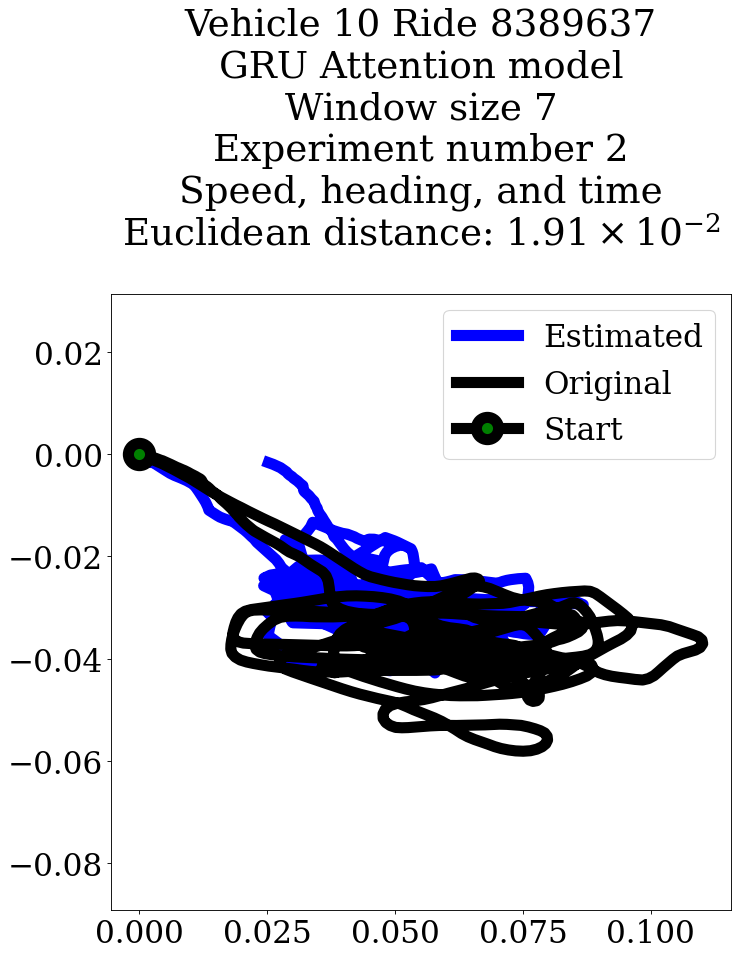 Vehicle 10 Ride 8389637
GRU Attention model
Window size 7
Experiment number 2
Speed, heading, and time
Euclidean distance: 1.91 × 10⁻²
Estimated
Original
Start
0.02
0.00
−0.02
−0.04
−0.06
−0.08
0.000 0.025 0.050 0.075 0.100